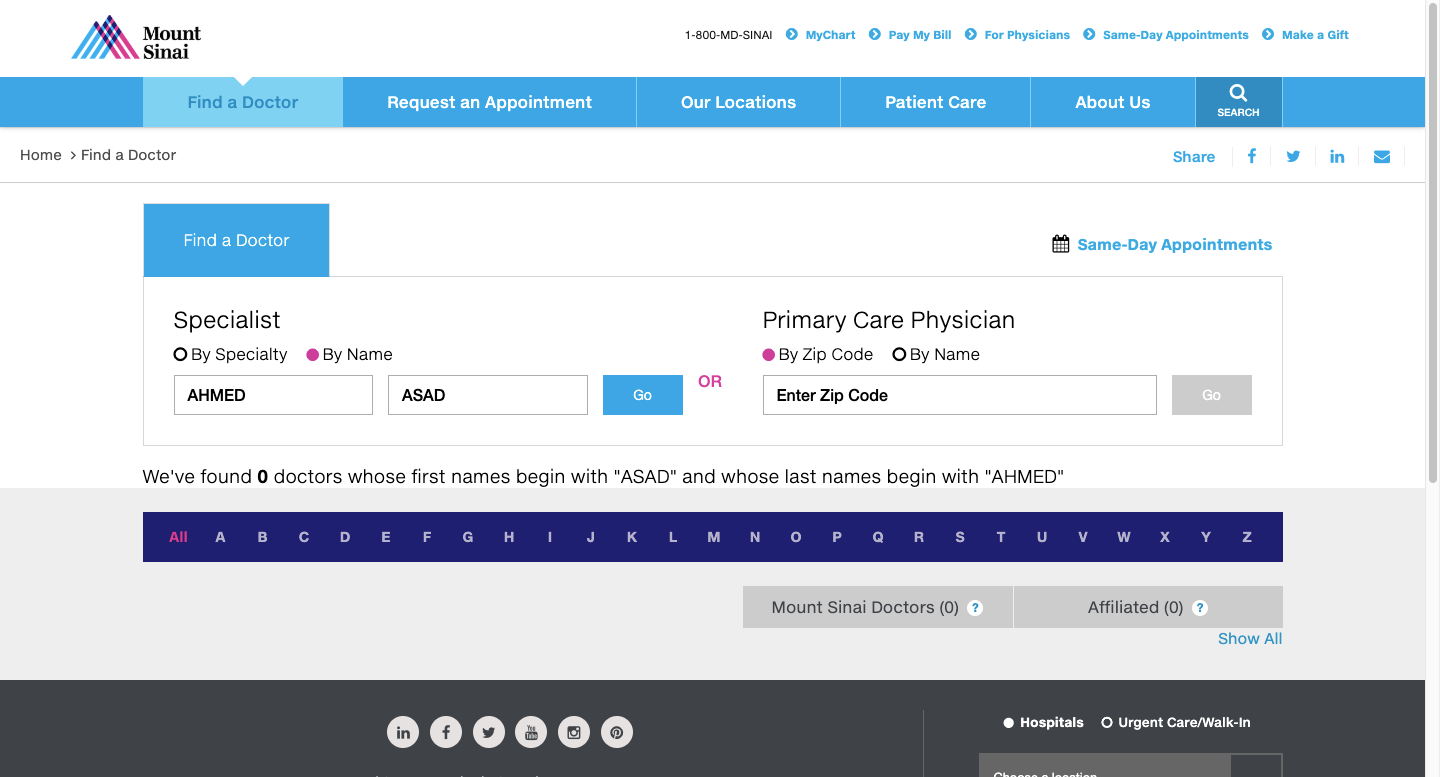 Mount
Sinai
1-800-MD-SINAI MyChart Pay My Bill For Physicians Same-Day Appointments Make a Gift
Find a Doctor Request an Appointment Our Locations Patient Care About Us SEARCH
Home > Find a Doctor
Share
Find a Doctor
Same-Day Appointments
Specialist
By Specialty By Name
AHMED ASAD Go
OR
Primary Care Physician
By Zip Code By Name
Enter Zip Code Go
We've found 0 doctors whose first names begin with "ASAD" and whose last names begin with "AHMED"
All A B C D E F G H I J K L M N O P Q R S T U V W X Y Z
Mount Sinai Doctors (0) ? Affiliated (0) ?
Show All
Hospitals Urgent Care/Walk-In
Choose a location